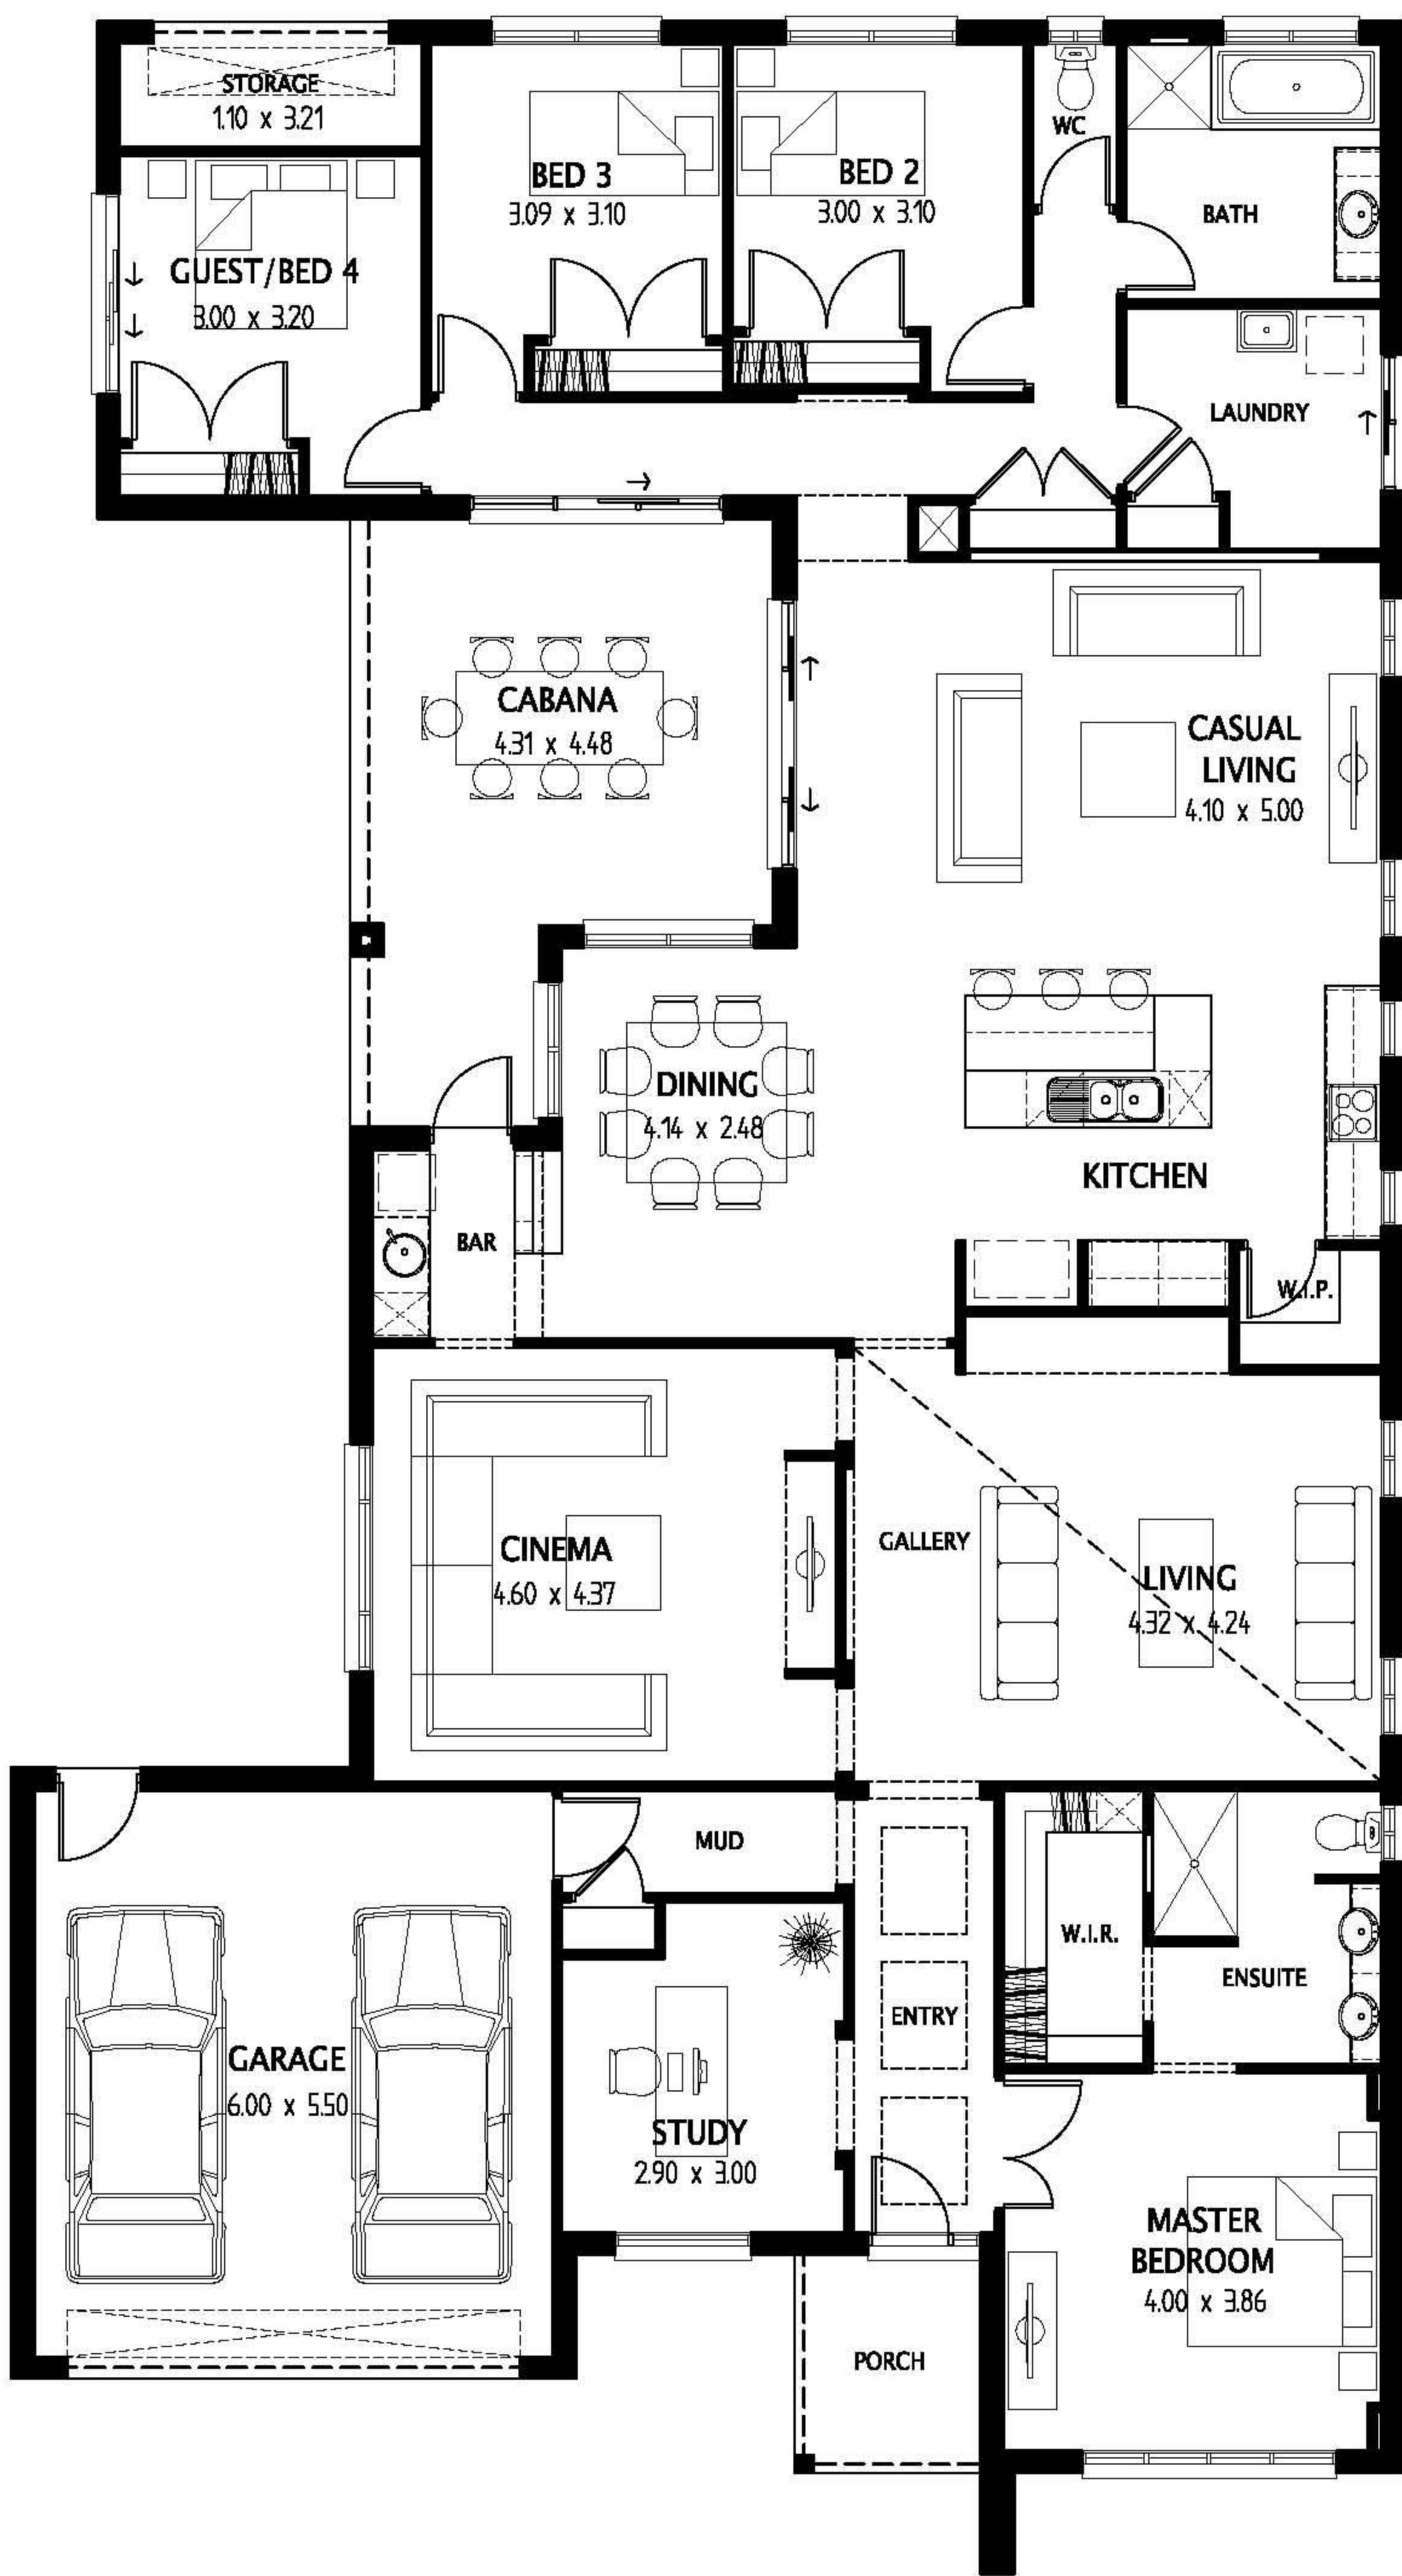 STORAGE
1.10 x 3.21
BED 3
3.09 x 3.10
BED 2
3.00 x 3.10
WC
BATH
GUEST/BED 4
3.00 x 3.20
LAUNDRY
CABANA
4.31 x 4.48
CASUAL
LIVING
4.10 x 5.00
DINING
4.14 x 2.48
KITCHEN
BAR
W.I.P.
CINEMA
4.60 x 4.37
GALLERY
LIVING
4.32 x 4.24
MUD
W.I.R.
ENSUITE
ENTRY
GARAGE
6.00 x 5.50
STUDY
2.90 x 3.00
MASTER
BEDROOM
4.00 x 3.86
PORCH